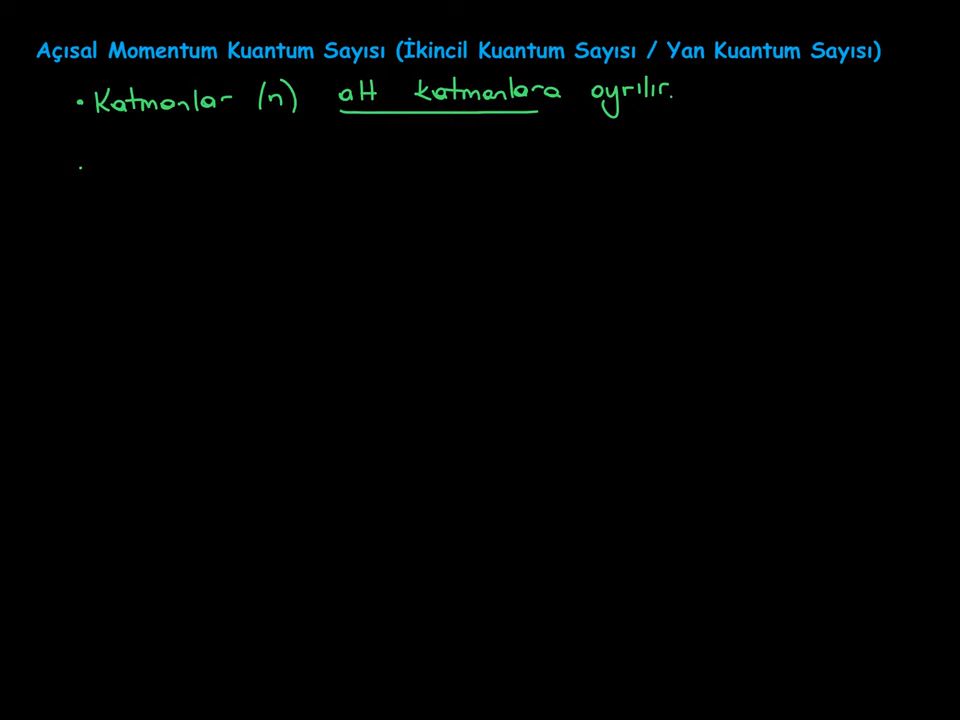 Açısal Momentum Kuantum Sayısı (İkincil Kuantum Sayısı / Yan Kuantum Sayısı)
• Katmanlar (n) alt katmanlara ayrılır.
•